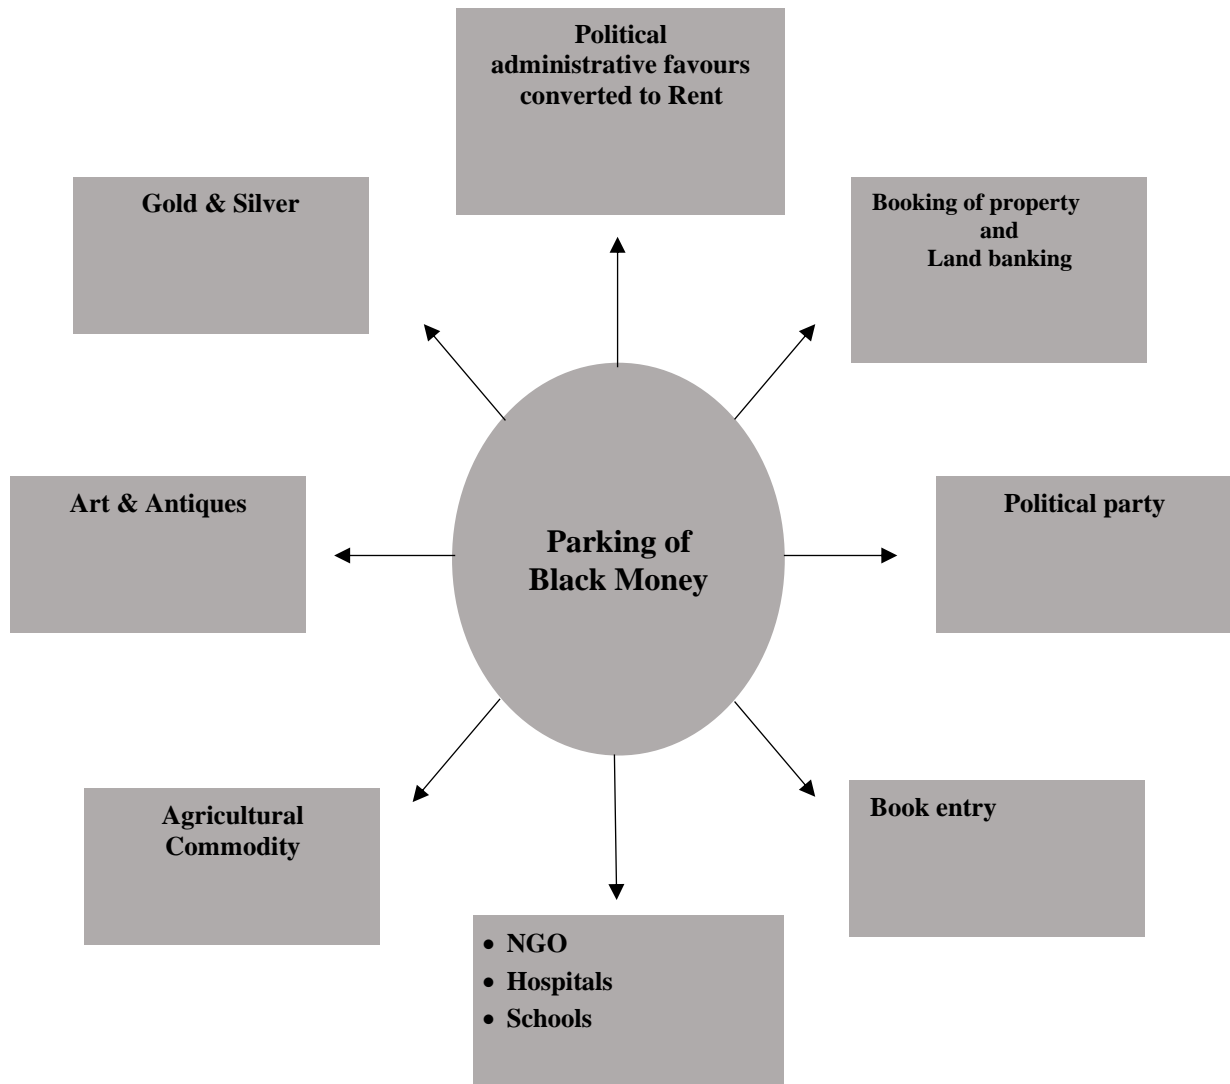 Political
administrative favours
converted to Rent
Gold & Silver
Booking of property
and
Land banking
Art & Antiques
Political party
Parking of
Black Money
Agricultural
Commodity
Book entry
• NGO
• Hospitals
• Schools